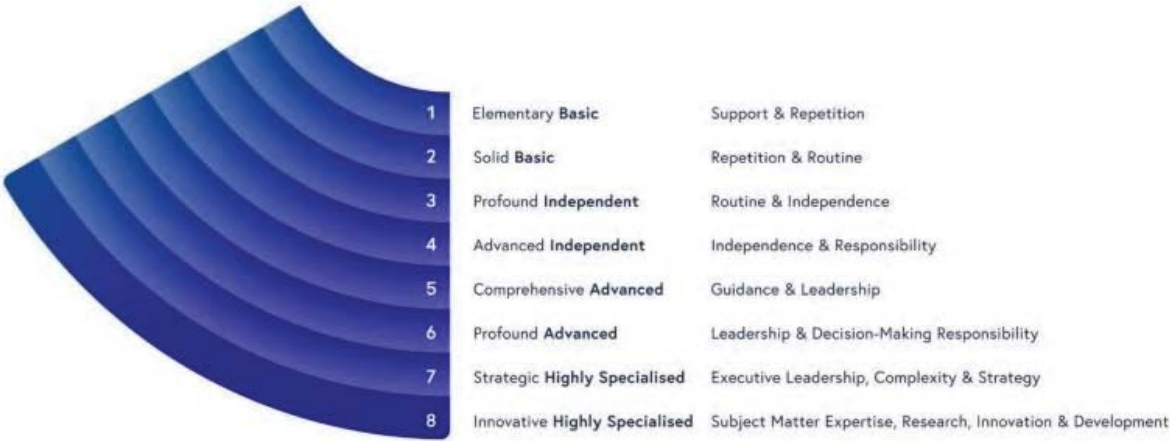 1 Elementary Basic Support & Repetition
2 Solid Basic Repetition & Routine
3 Profound Independent Routine & Independence
4 Advanced Independent Independence & Responsibility
5 Comprehensive Advanced Guidance & Leadership
6 Profound Advanced Leadership & Decision-Making Responsibility
7 Strategic Highly Specialised Executive Leadership, Complexity & Strategy
8 Innovative Highly Specialised Subject Matter Expertise, Research, Innovation & Development